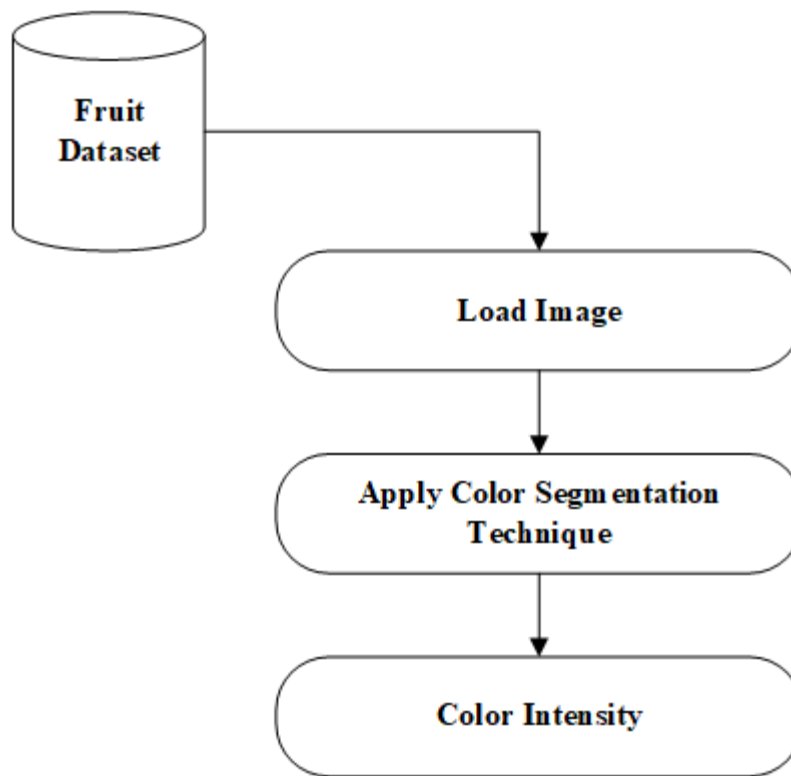 Fruit
Dataset
Load Image
Apply Color Segmentation
Technique
Color Intensity